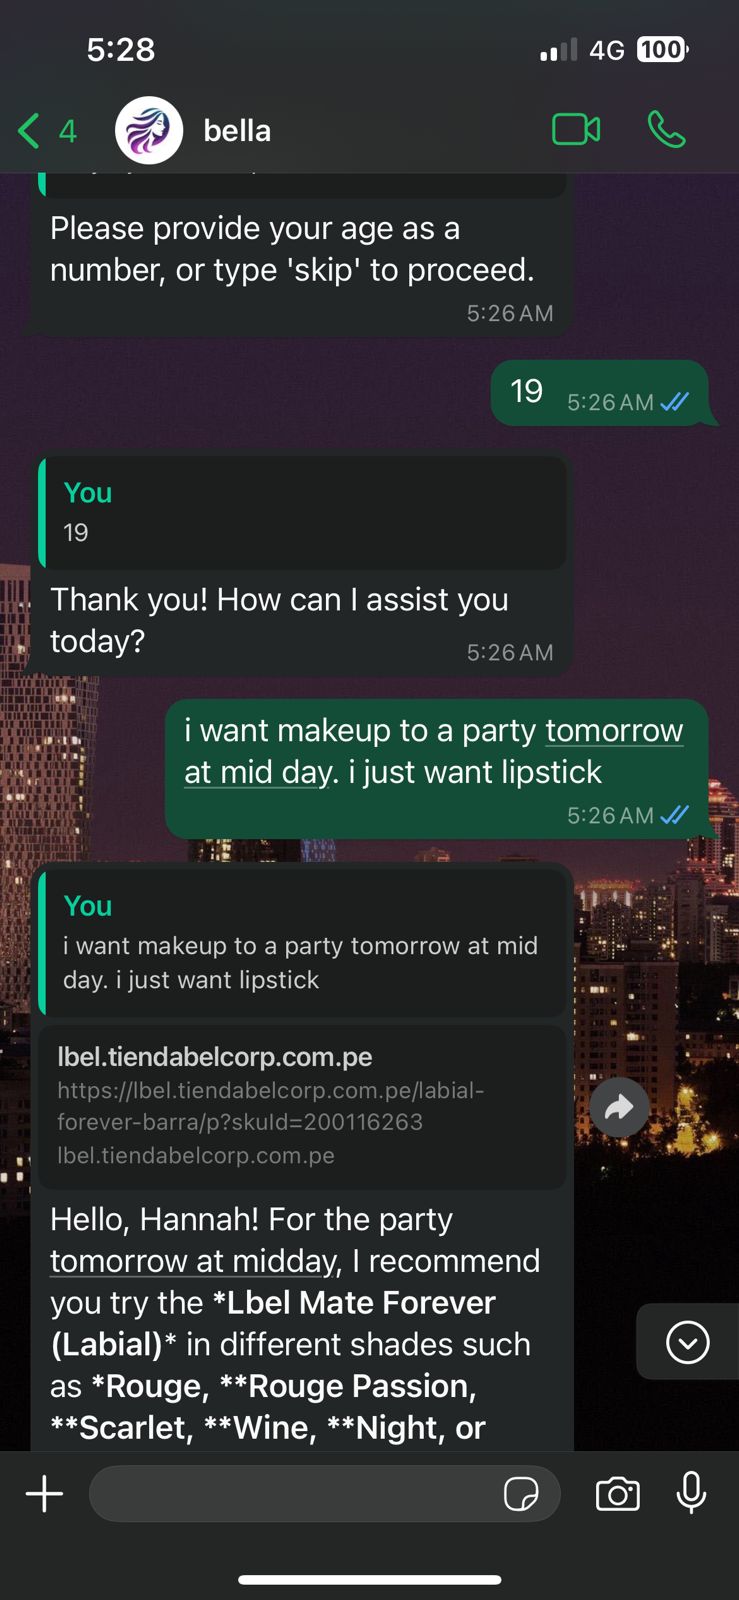 5:28
4G
100
4
bella
Please provide your age as a
number, or type 'skip' to proceed.
5:26 AM
19
5:26 AM
You
19
Thank you! How can I assist you
today?
5:26 AM
i want makeup to a party tomorrow
at mid day. i just want lipstick
5:26 AM
You
i want makeup to a party tomorrow at mid
day. i just want lipstick
lbel.tiendabelcorp.com.pe
https://lbel.tiendabelcorp.com.pe/labial-
forever-barra/p?skuId=200116263
lbel.tiendabelcorp.com.pe
Hello, Hannah! For the party
tomorrow at midday, I recommend
you try the *Lbel Mate Forever
(Labial)* in different shades such
as *Rouge, **Rouge Passion,
**Scarlet, **Wine, **Night, or